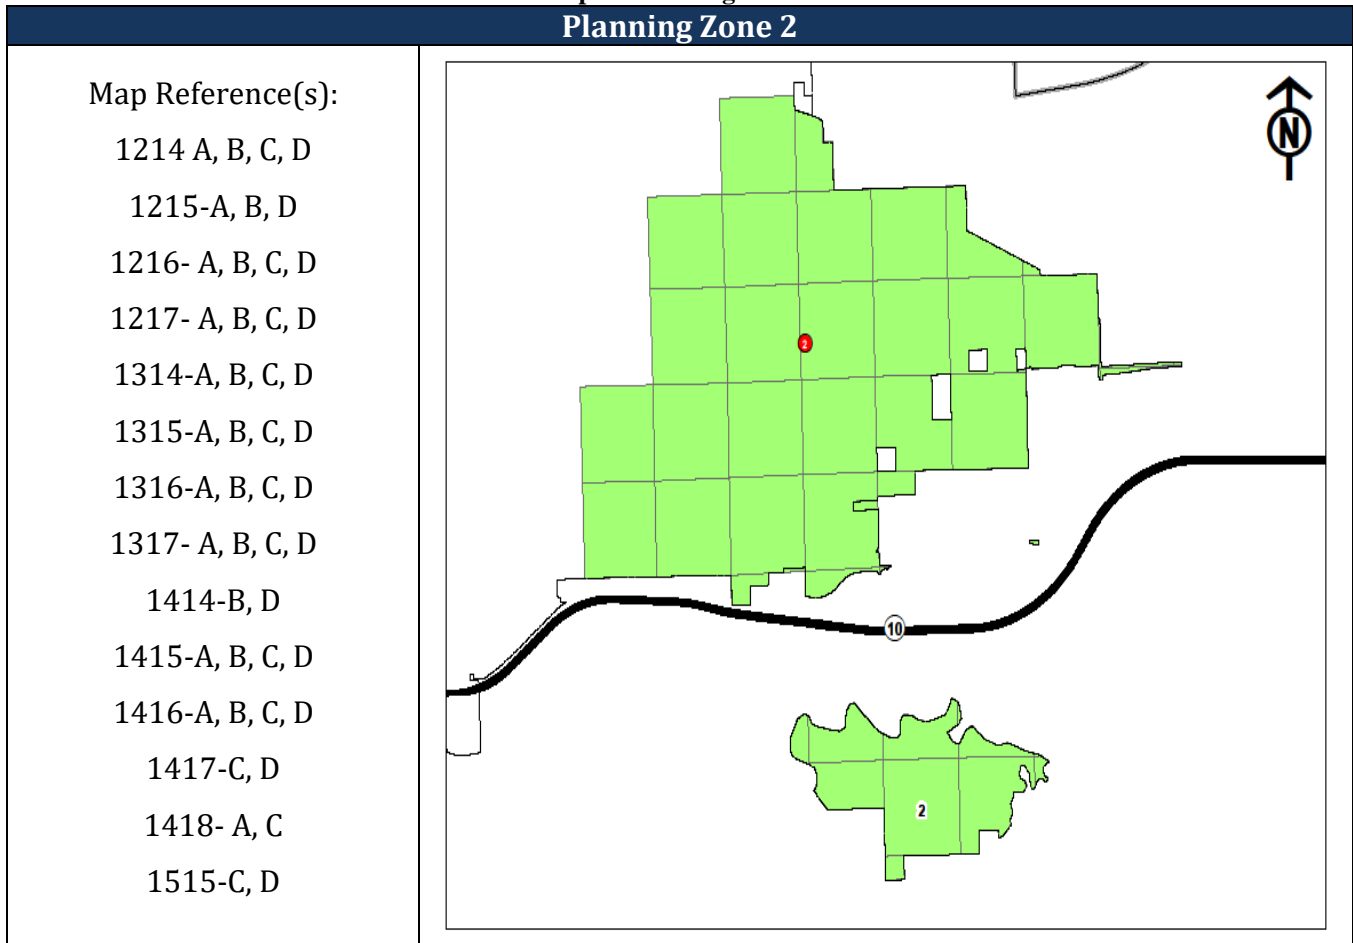 Planning Zone 2
Map Reference(s):
1214 A, B, C, D
1215-A, B, D
1216- A, B, C, D
1217- A, B, C, D
1314-A, B, C, D
1315-A, B, C, D
1316-A, B, C, D
1317- A, B, C, D
1414-B, D
1415-A, B, C, D
1416-A, B, C, D
1417-C, D
1418- A, C
1515-C, D
N
2
10
2